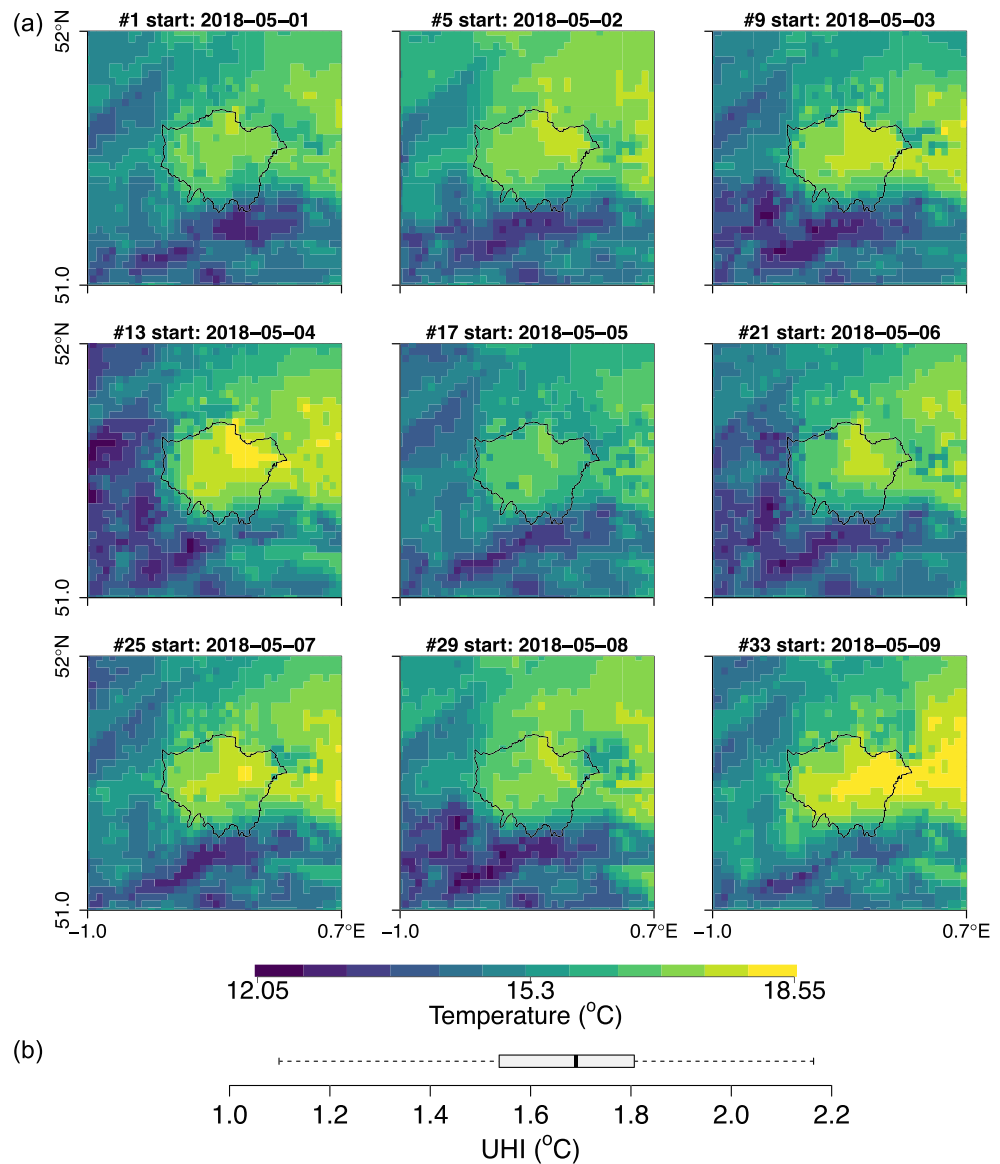 (a)
#1 start: 2018−05−01 #5 start: 2018−05−02 #9 start: 2018−05−03
52°N
51.0
#13 start: 2018−05−04 #17 start: 2018−05−05 #21 start: 2018−05−06
52°N
51.0
#25 start: 2018−05−07 #29 start: 2018−05−08 #33 start: 2018−05−09
52°N
51.0
−1.0 0.7°E −1.0 0.7°E −1.0 0.7°E
12.05 15.3 18.55
Temperature (°C)
(b)
1.0 1.2 1.4 1.6 1.8 2.0 2.2
UHI (°C)